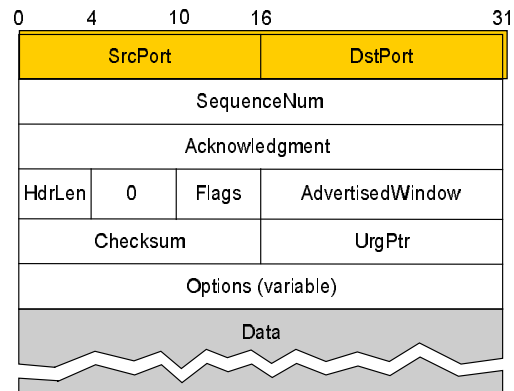 0 4 10 16 31
SrcPort DstPort
SequenceNum
Acknowledgment
HdrLen 0 Flags AdvertisedWindow
Checksum UrgPtr
Options (variable)
Data